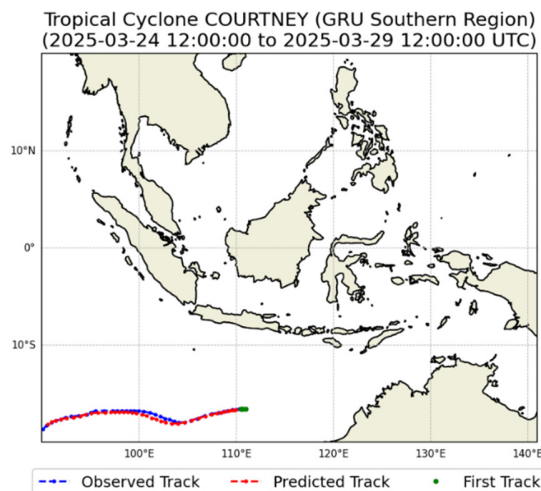 Tropical Cyclone COURTNEY (GRU Southern Region)
(2025-03-24 12:00:00 to 2025-03-29 12:00:00 UTC)
10°N
0°
10°S
100°E 110°E 120°E 130°E 140°E
Observed Track Predicted Track First Track